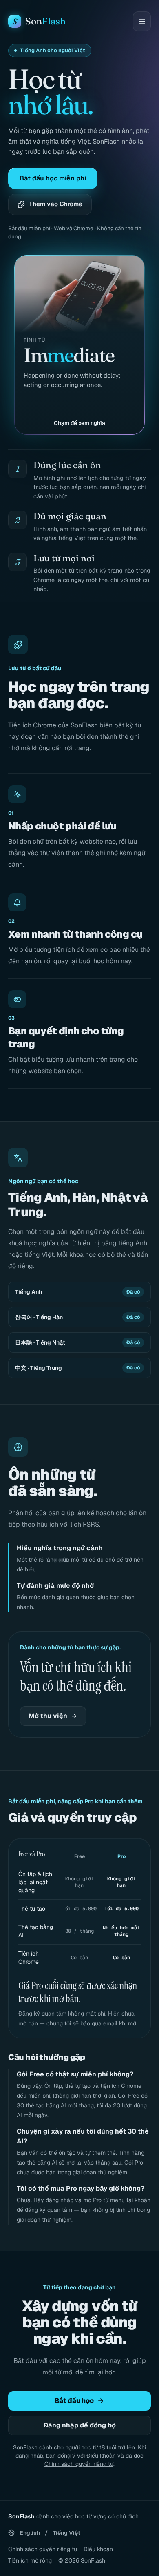 S SonFlash
Tiếng Anh cho người Việt
Học từ
nhớ lâu.
Mỗi từ bạn gặp thành một thẻ có hình ảnh, phát
âm thật và nghĩa tiếng Việt. SonFlash nhắc lại
ngay trước lúc bạn sắp quên.
Bắt đầu học miễn phí
Thêm vào Chrome
Bắt đầu miễn phí · Web và Chrome · Không cần thẻ tín
dụng
TÍNH TỪ
Immediate
Happening or done without delay;
acting or occurring at once.
Chạm để xem nghĩa
1
Đúng lúc cần ôn
Mô hình ghi nhớ lên lịch cho từng từ ngay
trước lúc bạn sắp quên, nên mỗi ngày chỉ
cần vài phút.
2
Đủ mọi giác quan
Hình ảnh, âm thanh bản ngữ, âm tiết nhấn
và nghĩa tiếng Việt trên cùng một thẻ.
3
Lưu từ mọi nơi
Bôi đen một từ trên bất kỳ trang nào trong
Chrome là có ngay một thẻ, chỉ với một cú
nhấp.
Lưu từ ở bất cứ đâu
Học ngay trên trang
bạn đang đọc.
Tiện ích Chrome của SonFlash biến bất kỳ từ
hay đoạn văn nào bạn bôi đen thành thẻ ghi
nhớ mà không cần rời trang.
01
Nhấp chuột phải để lưu
Bôi đen chữ trên bất kỳ website nào, rồi lưu
thẳng vào thư viện thành thẻ ghi nhớ kèm ngữ
cảnh.
02
Xem nhanh từ thanh công cụ
Mở biểu tượng tiện ích để xem có bao nhiêu thẻ
đến hạn ôn, rồi quay lại buổi học hôm nay.
03
Bạn quyết định cho từng
trang
Chỉ bật biểu tượng lưu nhanh trên trang cho
những website bạn chọn.
Ngôn ngữ bạn có thể học
Tiếng Anh, Hàn, Nhật và
Trung.
Chọn một trong bốn ngôn ngữ này để bắt đầu
khoá học; nghĩa của từ hiển thị bằng tiếng Anh
hoặc tiếng Việt. Mỗi khoá học có bộ thẻ và tiến
độ riêng.
Tiếng Anh
Đã có
한국어 · Tiếng Hàn
Đã có
日本語 · Tiếng Nhật
Đã có
中文 · Tiếng Trung
Đã có
Ôn những từ
đã sẵn sàng.
Phản hồi của bạn giúp lên kế hoạch cho lần ôn
tiếp theo hữu ích với lịch FSRS.
Hiểu nghĩa trong ngữ cảnh
Một thẻ rõ ràng giúp mỗi từ có đủ chỗ để trở nên
dễ hiểu.
Tự đánh giá mức độ nhớ
Bốn mức đánh giá quen thuộc giúp bạn chọn
nhanh.
Dành cho những từ bạn thực sự gặp.
Vốn từ chỉ hữu ích khi
bạn có thể dùng đến.
Mở thư viện →
Bắt đầu miễn phí, nâng cấp Pro khi bạn cần thêm
Giá và quyền truy cập
Free và Pro
Free
Pro
Ôn tập & lịch
lặp lại ngắt
quãng
Không giới
hạn
Không giới
hạn
Thẻ tự tạo
Tối đa 5.000
Tối đa 5.000
Thẻ tạo bằng
AI
30 / tháng
Nhiều hơn mỗi
tháng
Tiện ích
Chrome
Có sẵn
Có sẵn
Giá Pro cuối cùng sẽ được xác nhận
trước khi mở bán.
Đăng ký quan tâm không mất phí. Hiện chưa
mở bán — chúng tôi sẽ báo qua email khi mở.
Câu hỏi thường gặp
Gói Free có thật sự miễn phí không?
Đúng vậy. Ôn tập, thẻ tự tạo và tiện ích Chrome
đều miễn phí, không giới hạn thời gian. Gói Free có
30 thẻ tạo bằng AI mỗi tháng, tối đa 20 lượt tạo
AI mỗi ngày.
Chuyện gì xảy ra nếu tôi dùng hết 30 thẻ
AI?
Bạn vẫn có thể ôn tập và tự thêm thẻ. Tính năng
tạo thẻ bằng AI sẽ mở lại vào tháng sau. Gói Pro
chưa được bán trong giai đoạn thử nghiệm.
Tôi có thể mua Pro ngay bây giờ không?
Chưa. Hãy đăng nhập và mở Pro từ menu tài khoản
để đăng ký quan tâm — bạn không bị tính phí trong
giai đoạn thử nghiệm.
Từ tiếp theo đang chờ bạn
Xây dựng vốn từ
bạn có thể dùng
ngay khi cần.
Bắt đầu với các thẻ cần ôn hôm nay, rồi giúp
mỗi từ mới dễ tìm lại hơn.
Bắt đầu học →
Đăng nhập để đồng bộ
SonFlash dành cho người học từ 18 tuổi trở lên. Khi
đăng nhập, bạn đồng ý với Điều khoản và đã đọc
Chính sách quyền riêng tư.
SonFlash dành cho việc học từ vựng có chủ đích.
English / Tiếng Việt
Chính sách quyền riêng tư Điều khoản
Tiện ích mở rộng © 2026 SonFlash